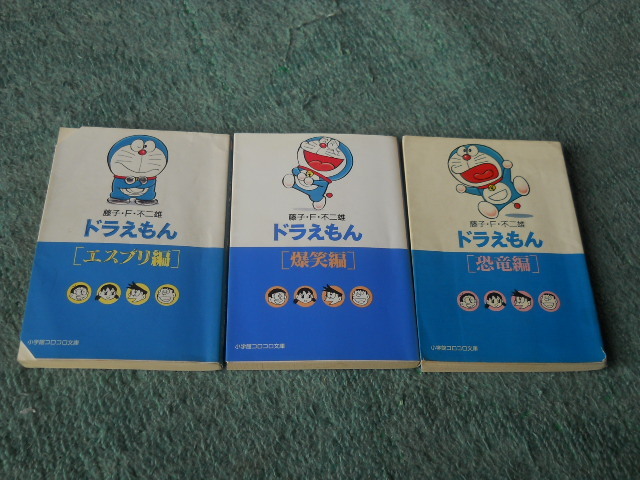 藤子・F・不二雄
ドラえもん
[エスプリ編]
小学館コロコロ文庫
藤子・F・不二雄
ドラえもん
[爆笑編]
小学館コロコロ文庫
藤子・F・不二雄
ドラえもん
[恐竜編]
小学館コロコロ文庫